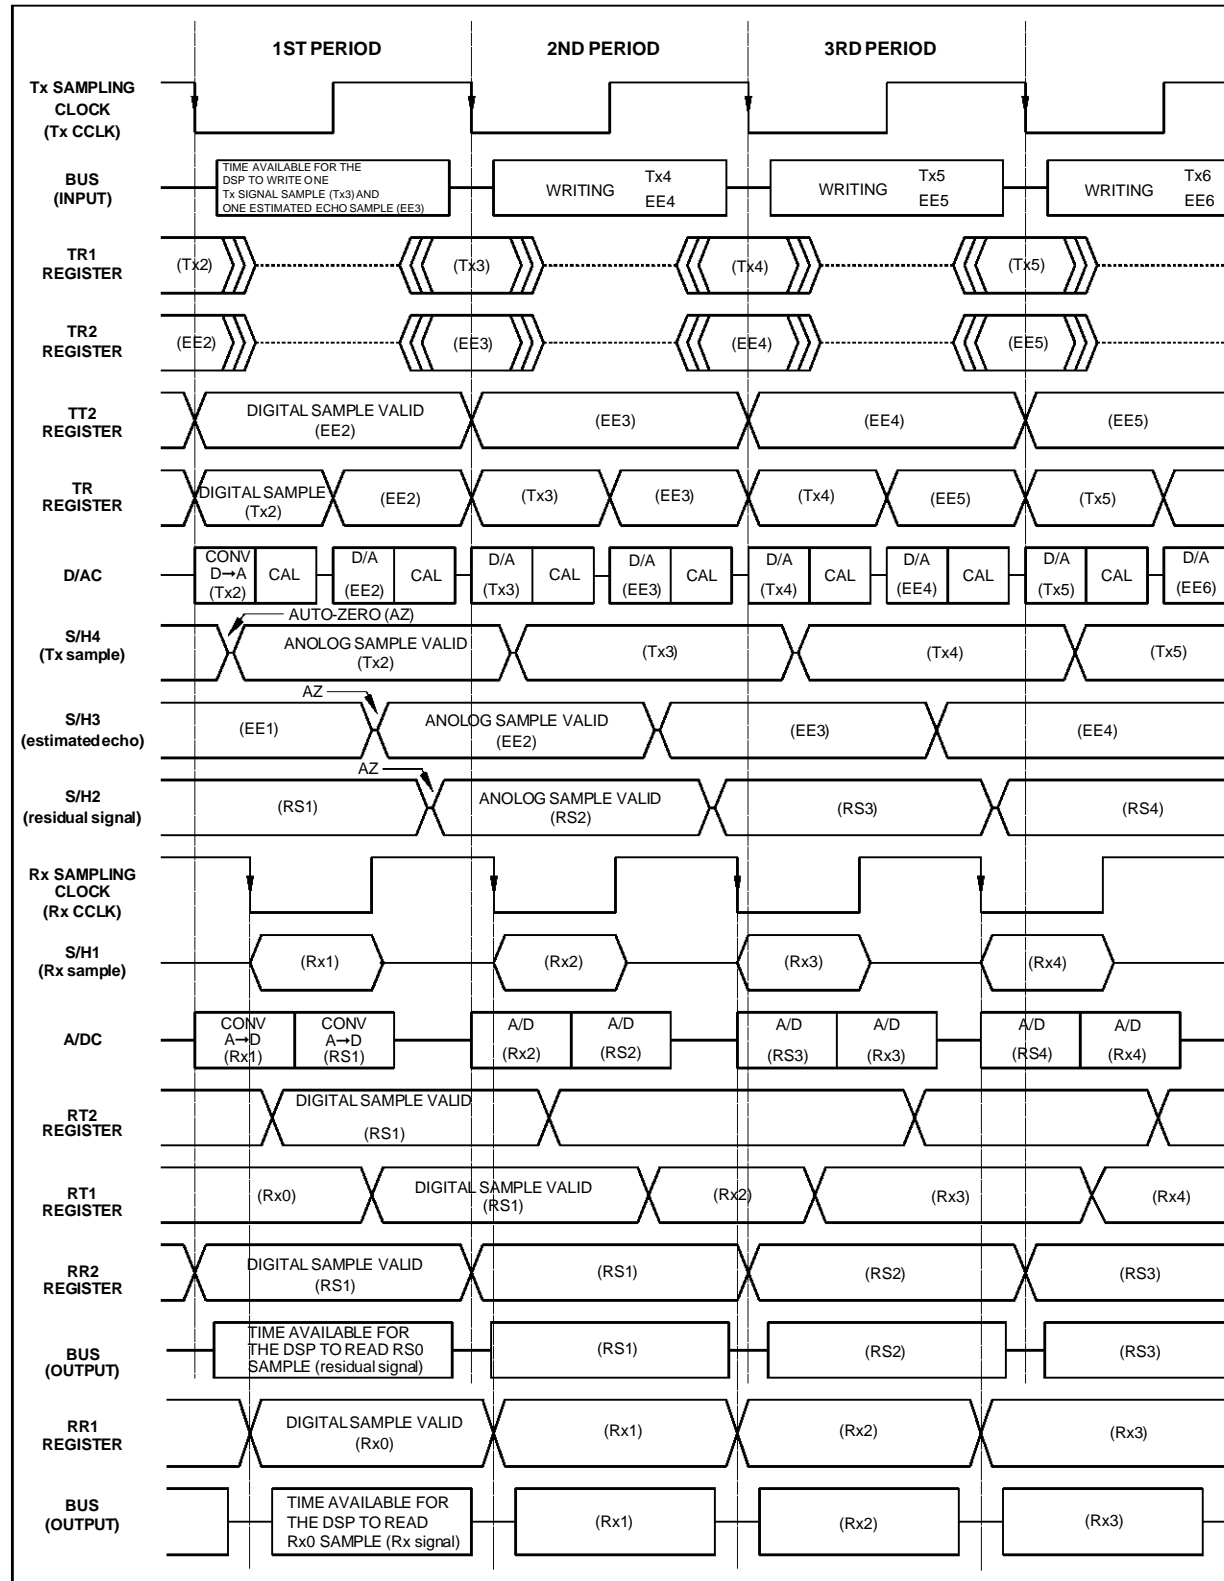 1ST PERIOD 2ND PERIOD 3RD PERIOD
Tx SAMPLING
CLOCK
(Tx CCLK)
BUS
(INPUT)
TIME AVAILABLE FOR THE
DSP TO WRITE ONE
Tx SIGNAL SAMPLE (Tx3) AND
ONE ESTIMATED ECHO SAMPLE (EE3)
WRITING Tx4
EE4
WRITING Tx5
EE5
WRITING Tx6
EE6
TR1
REGISTER
(Tx2) (Tx3) (Tx4) (Tx5)
TR2
REGISTER
(EE2) (EE3) (EE4) (EE5)
TT2
REGISTER
DIGITAL SAMPLE VALID
(EE2)
(EE3) (EE4) (EE5)
TR
REGISTER
DIGITAL SAMPLE
(Tx2)
(EE2) (Tx3) (EE3) (Tx4) (EE5) (Tx5)
D/AC
CONV
D→A
(Tx2)
CAL
D/A
(EE2)
CAL
D/A
(Tx3)
CAL
D/A
(EE3)
CAL
D/A
(Tx4)
CAL
D/A
(EE4)
CAL
D/A
(Tx5)
CAL
D/A
(EE6)
AUTO-ZERO (AZ)
S/H4
(Tx sample)
ANOLOG SAMPLE VALID
(Tx2)
(Tx3) (Tx4) (Tx5)
AZ
S/H3
(estimated echo)
(EE1)
ANOLOG SAMPLE VALID
(EE2)
(EE3) (EE4)
AZ
S/H2
(residual signal)
(RS1)
ANOLOG SAMPLE VALID
(RS2)
(RS3) (RS4)
Rx SAMPLING
CLOCK
(Rx CCLK)
S/H1
(Rx sample)
(Rx1) (Rx2) (Rx3) (Rx4)
A/DC
CONV
A→D
(Rx1)
CONV
A→D
(RS1)
A/D
(Rx2)
A/D
(RS2)
A/D
(RS3)
A/D
(Rx3)
A/D
(RS4)
A/D
(Rx4)
RT2
REGISTER
DIGITAL SAMPLE VALID
(RS1)
RT1
REGISTER
(Rx0)
DIGITAL SAMPLE VALID
(RS1)
(Rx2) (Rx3) (Rx4)
RR2
REGISTER
DIGITAL SAMPLE VALID
(RS1)
(RS1) (RS2) (RS3)
BUS
(OUTPUT)
TIME AVAILABLE FOR
THE DSP TO READ RS0
SAMPLE (residual signal)
(RS1) (RS2) (RS3)
RR1
REGISTER
DIGITAL SAMPLE VALID
(Rx0)
(Rx1) (Rx2) (Rx3)
BUS
(OUTPUT)
TIME AVAILABLE FOR
THE DSP TO READ
Rx0 SAMPLE (Rx signal)
(Rx1) (Rx2) (Rx3)